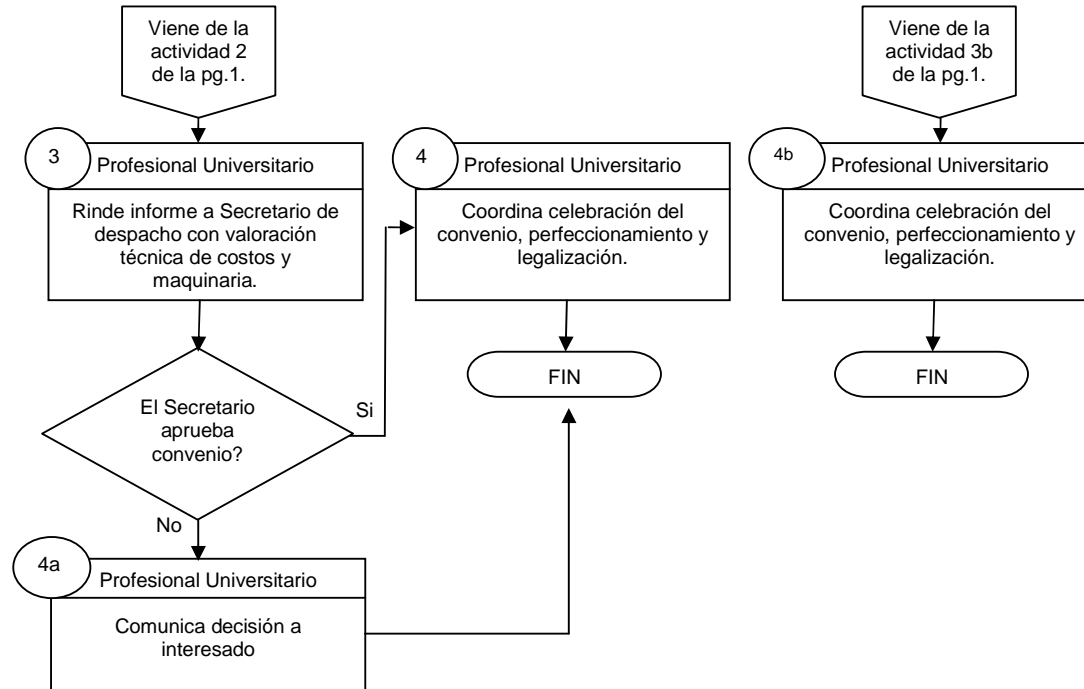 Viene de la
actividad 2
de la pg.1.
Viene de la
actividad 3b
de la pg.1.
3
Profesional Universitario
Rinde informe a Secretario de
despacho con valoración
técnica de costos y
maquinaria.
4
Profesional Universitario
Coordina celebración del
convenio, perfeccionamiento y
legalización.
4b
Profesional Universitario
Coordina celebración del
convenio, perfeccionamiento y
legalización.
FIN
FIN
El Secretario
aprueba
convenio?
Si
No
4a
Profesional Universitario
Comunica decisión a
interesado